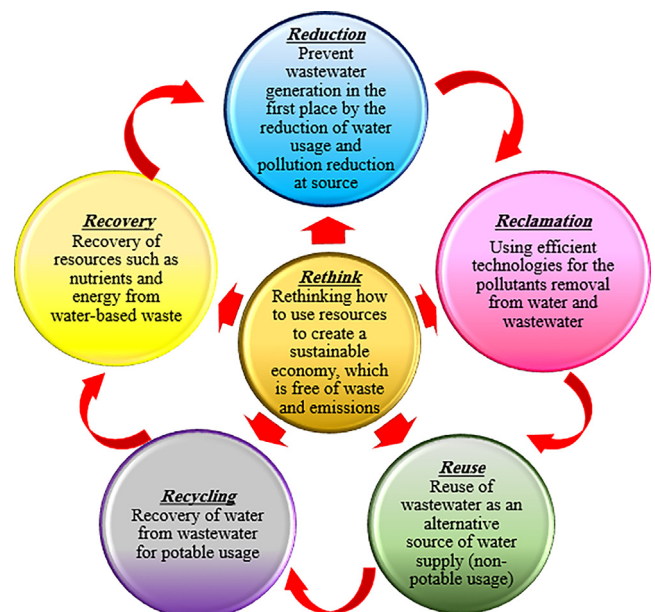 Reduction
Prevent
wastewater
generation in the
first place by the
reduction of water
usage and
pollution reduction
at source
Recovery
Recovery of
resources such as
nutrients and
energy from
water-based waste
Reclamation
Using efficient
technologies for the
pollutants removal
from water and
wastewater
Rethink
Rethinking how
to use resources
to create a
sustainable
economy, which
is free of waste
and emissions
Recycling
Recovery of water
from wastewater
for potable usage
Reuse
Reuse of
wastewater as an
alternative
source of water
supply (non-
potable usage)